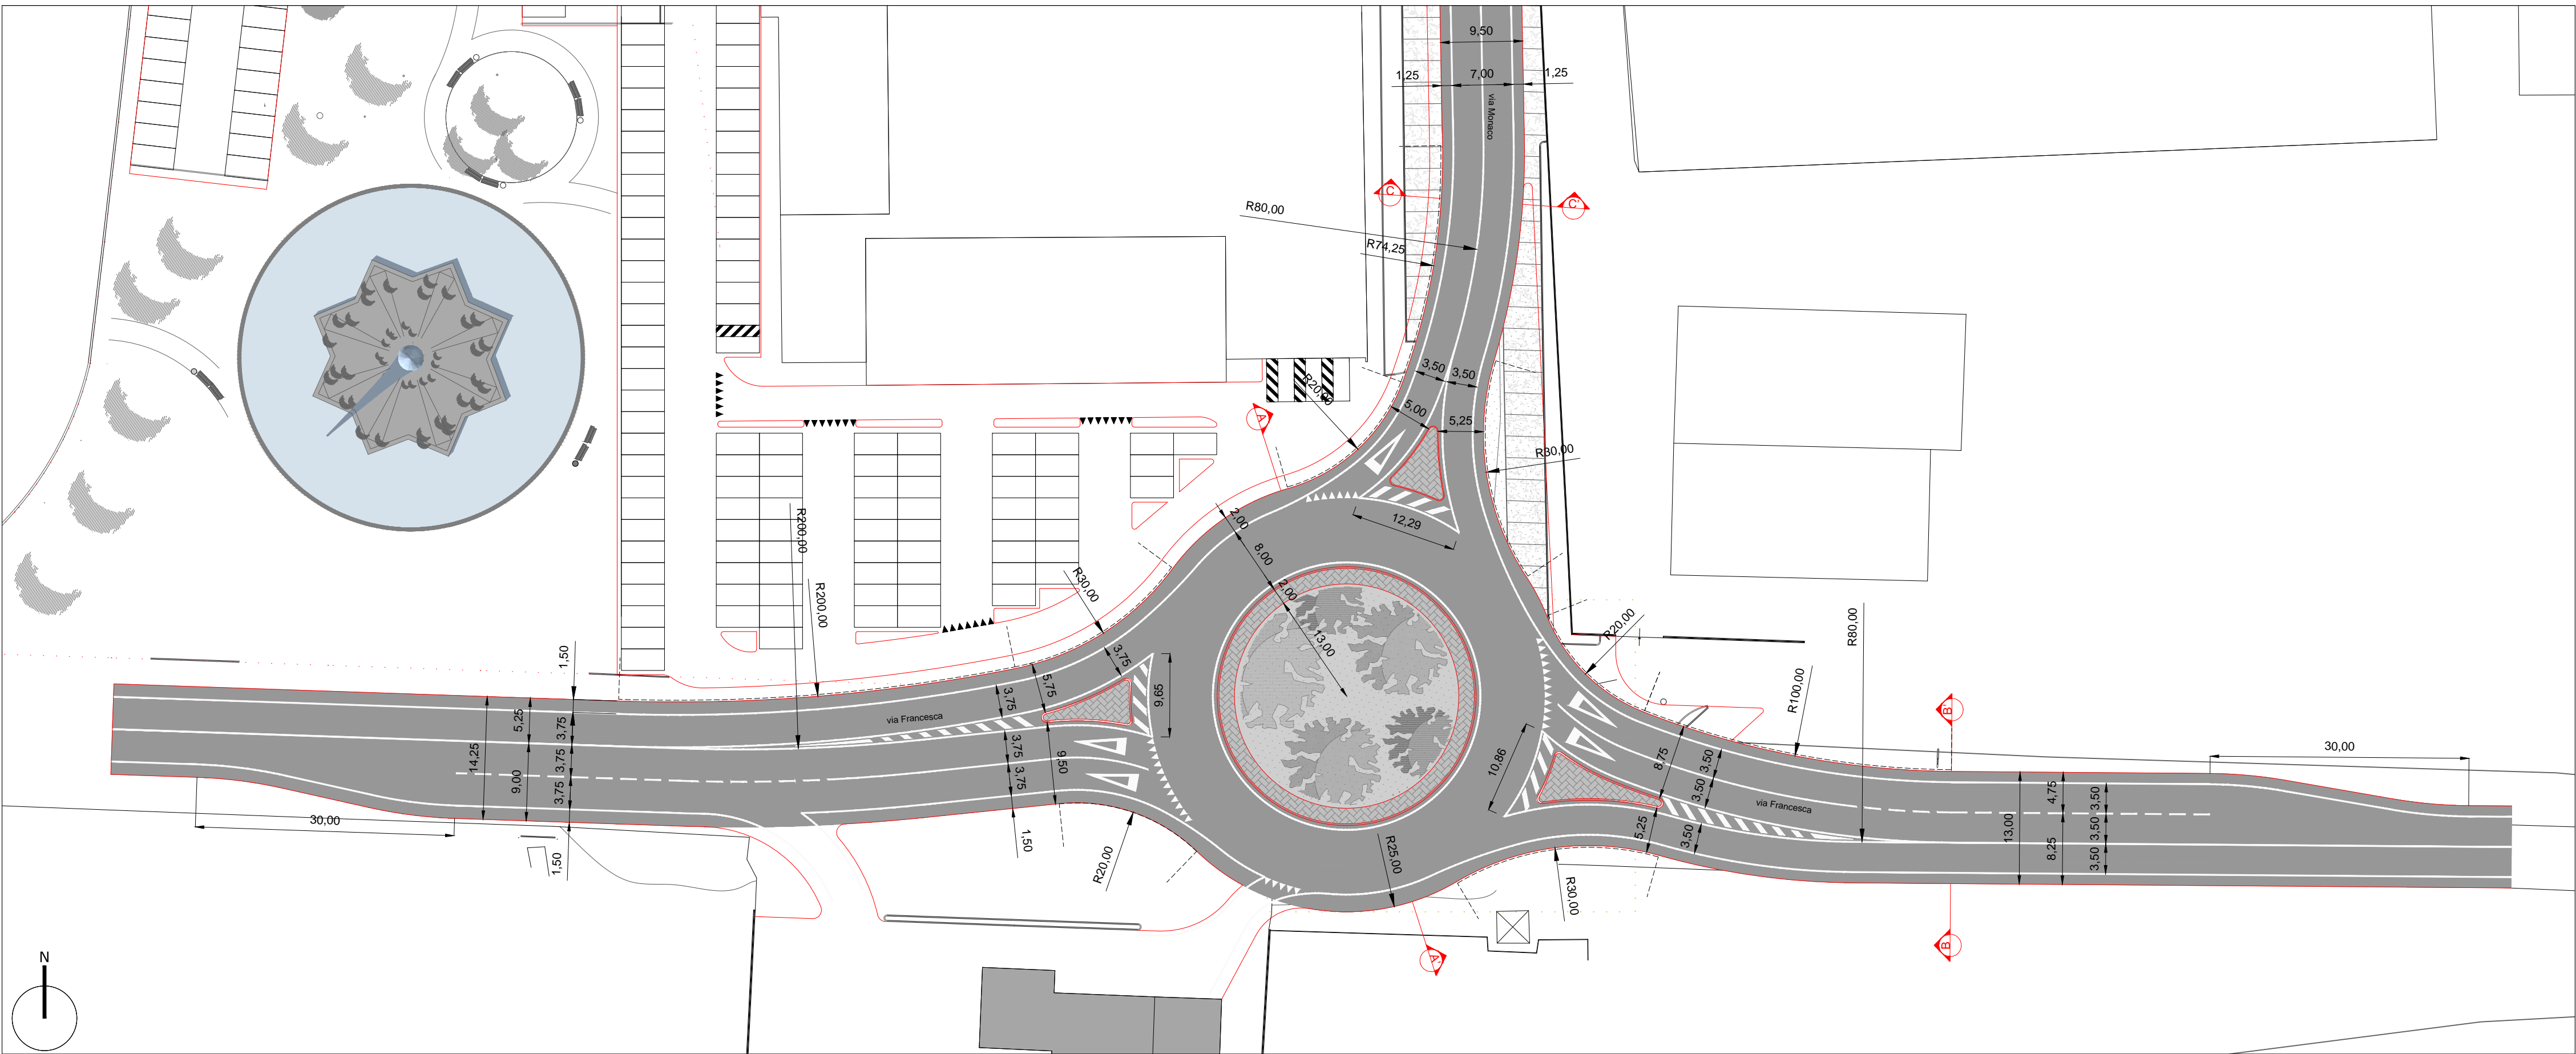 9,50
1,25
7,00
1,25
via Monaco
C
C'
R80,00
R74,25
3,50
3,50
R20,00
5,00
5,25
A
R30,00
R200,00
2,00
12,29
8,00
R30,00
R200,00
2,00
13,00
R20,00
R80,00
1,50
3,75
5,75
9,65
R100,00
B'
3,75
via Francesca
5,25
3,75
14,25
3,75
9,50
3,75
9,00
3,75
3,75
10,86
8,75
3,50
3,50
via Francesca
30,00
4,75
3,50
13,00
3,50
8,25
3,50
30,00
1,50
1,50
R20,00
R25,00
5,25
3,50
R30,00
B
A'
N